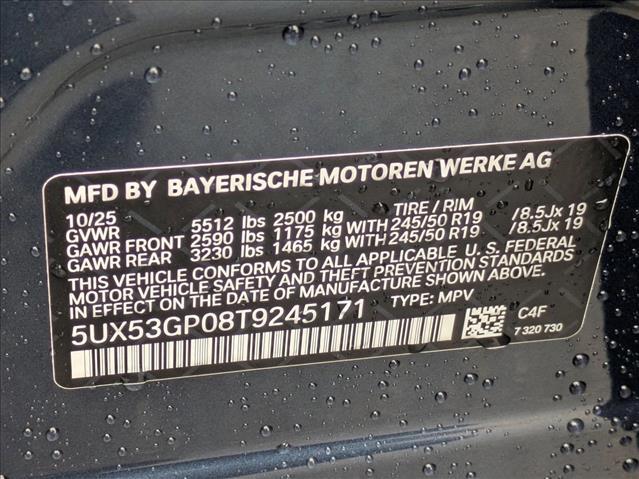 MFD BY BAYERISCHE MOTOREN WERKE AG
10/25 TIRE / RIM
GVWR 5512 lbs 2500 kg
GAWR FRONT 2590 lbs 1175 kg WITH 245/50 R19 /8.5Jx 19
GAWR REAR 3230 lbs 1465 kg WITH 245/50 R19 /8.5Jx 19
THIS VEHICLE CONFORMS TO ALL APPLICABLE U. S. FEDERAL
MOTOR VEHICLE SAFETY AND THEFT PREVENTION STANDARDS
IN EFFECT ON THE DATE OF MANUFACTURE SHOWN ABOVE.
5UX53GP08T9245171 TYPE: MPV
C4F
7 320 730